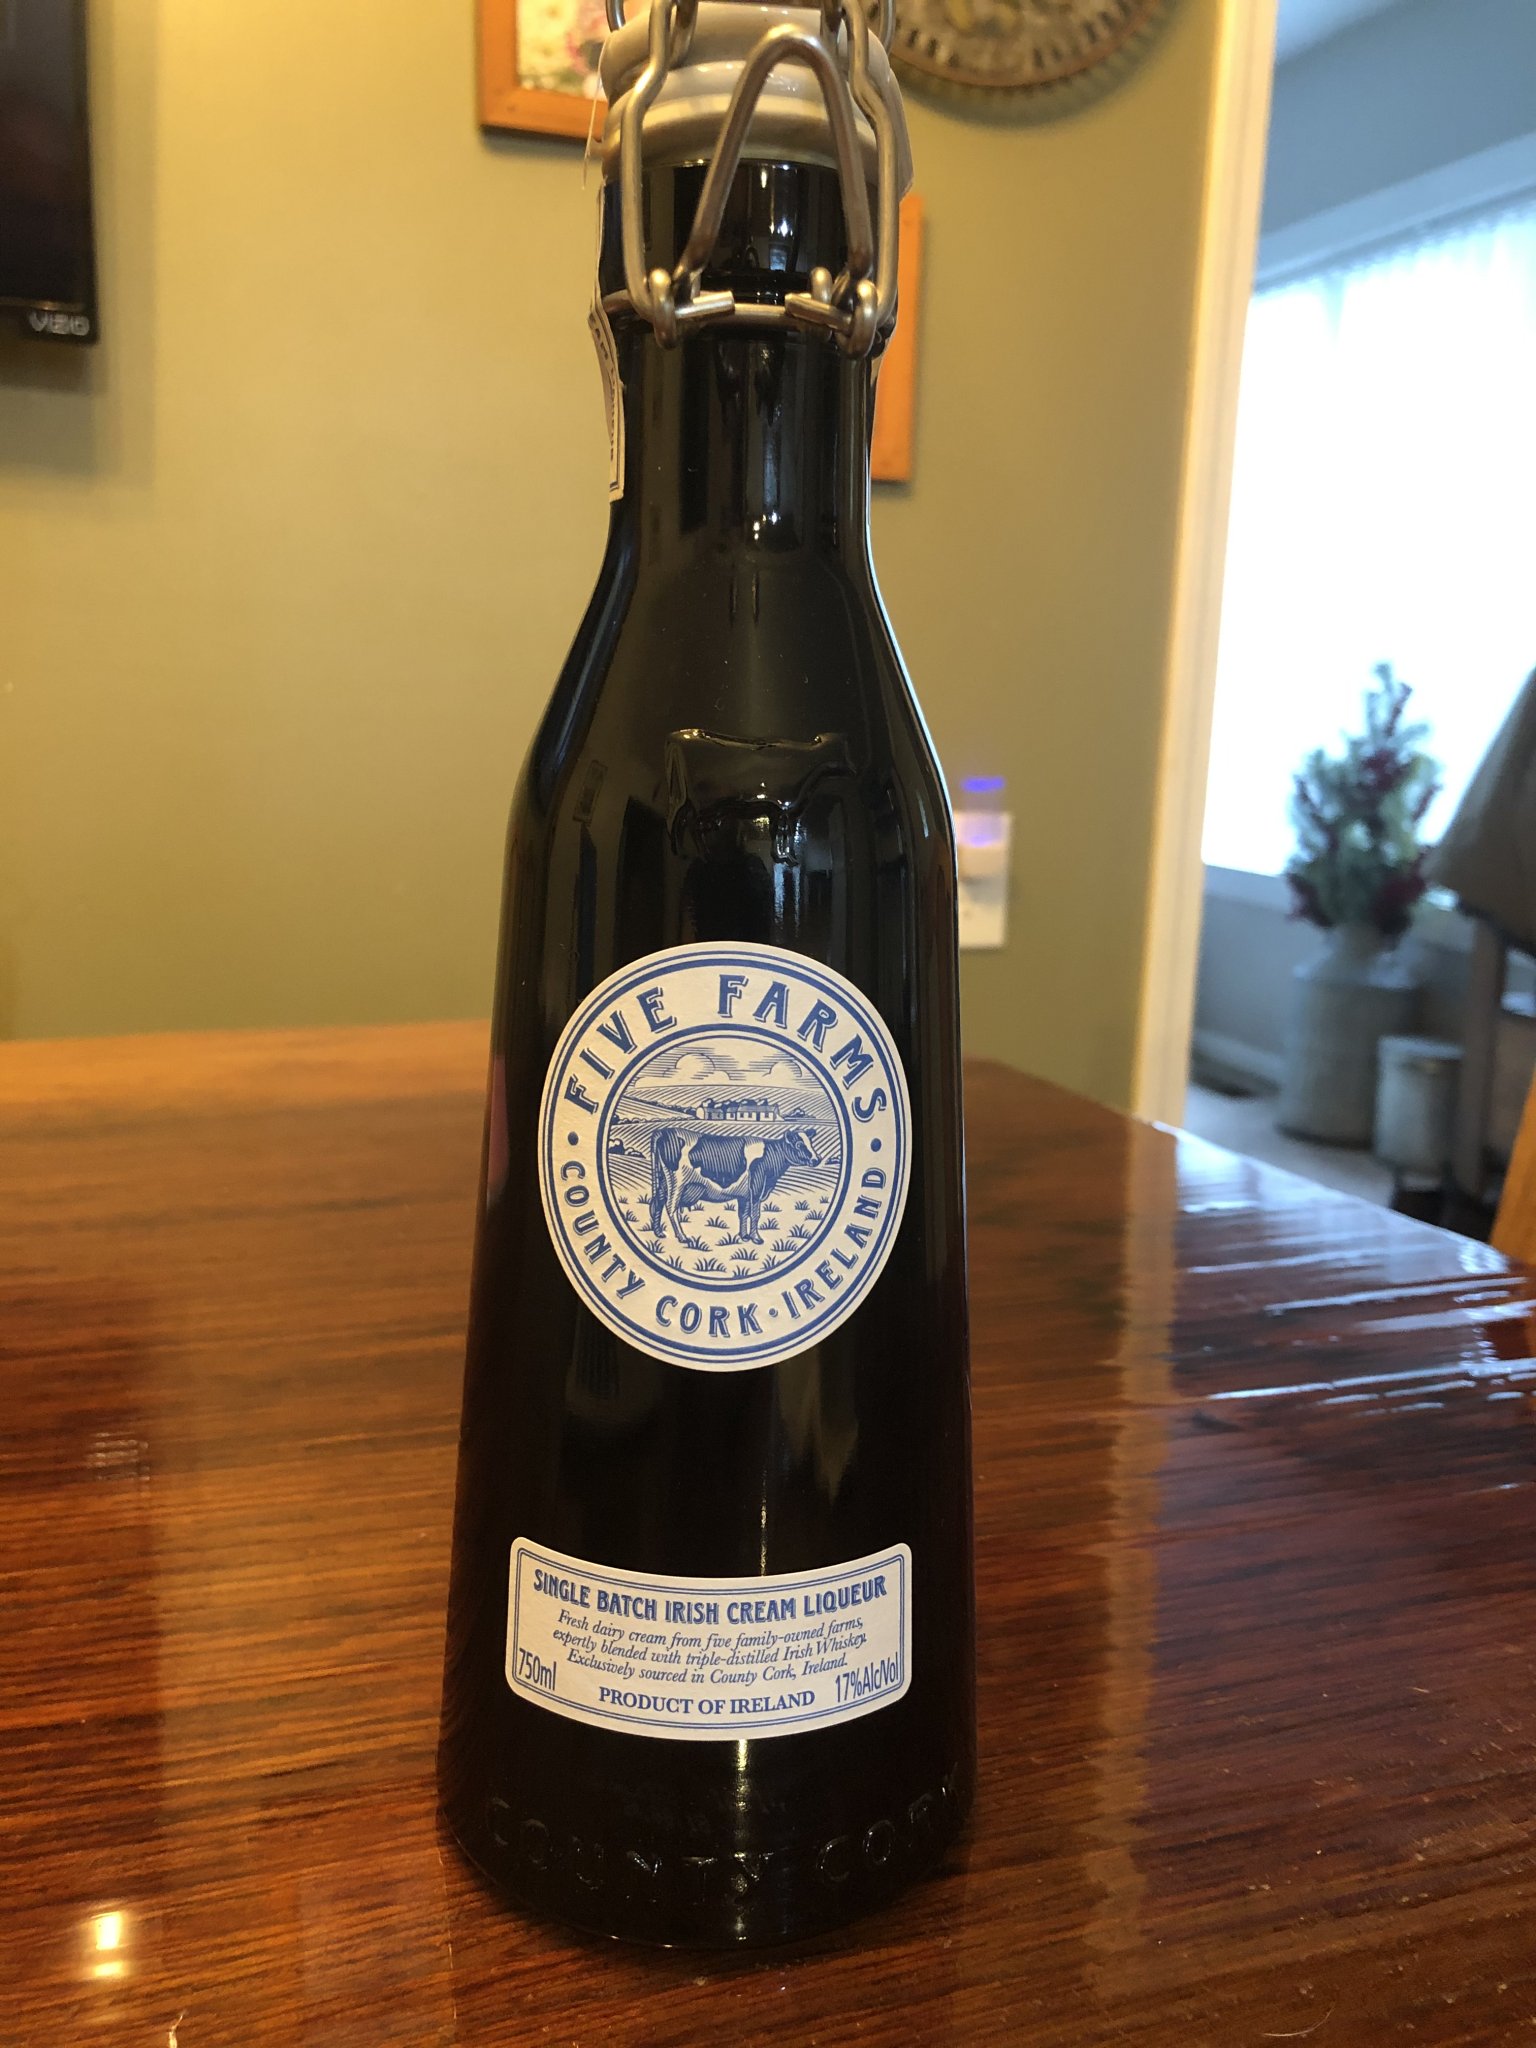 VIZIO
FIVE FARMS
COUNTY CORK · IRELAND
SINGLE BATCH IRISH CREAM LIQUEUR
Fresh dairy cream from five family-owned farms,
expertly blended with triple-distilled Irish Whiskey.
Exclusively sourced in County Cork, Ireland.
750ml
PRODUCT OF IRELAND
17%Alc/Vol
COUNTY CORK